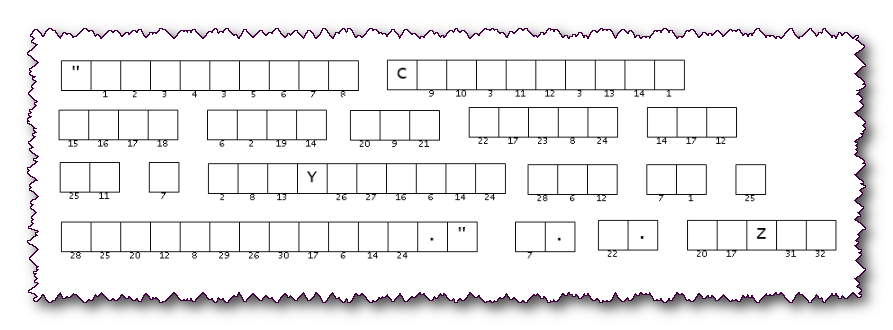 " C
1 2 3 4 3 5 6 7 8 9 10 3 11 12 3 13 14 1
15 16 17 18 6 2 19 14 20 9 21 22 17 23 8 24 14 17 12
Y
25 11 7 2 8 13 26 27 16 6 14 24 28 6 12 7 1 25
. " . . Z
28 25 20 12 8 29 26 30 17 6 14 24 7 22 20 17 31 32